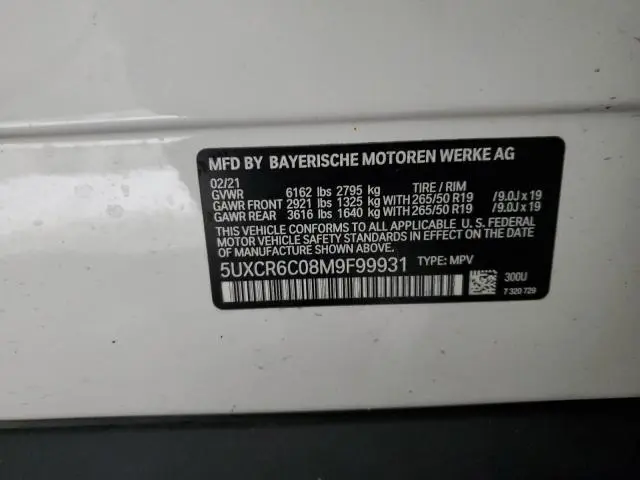 MFD BY BAYERISCHE MOTOREN WERKE AG
02/21
GVWR 6162 lbs 2795 kg TIRE / RIM
GAWR FRONT 2921 lbs 1325 kg WITH 265/50 R19 /9.0J x 19
GAWR REAR 3616 lbs 1640 kg WITH 265/50 R19 /9.0J x 19
THIS VEHICLE CONFORMS TO ALL APPLICABLE U. S. FEDERAL
MOTOR VEHICLE SAFETY STANDARDS IN EFFECT ON THE DATE
OF MANUFACTURE SHOWN ABOVE.
5UXCR6C08M9F99931 TYPE: MPV
300U
7 320 729